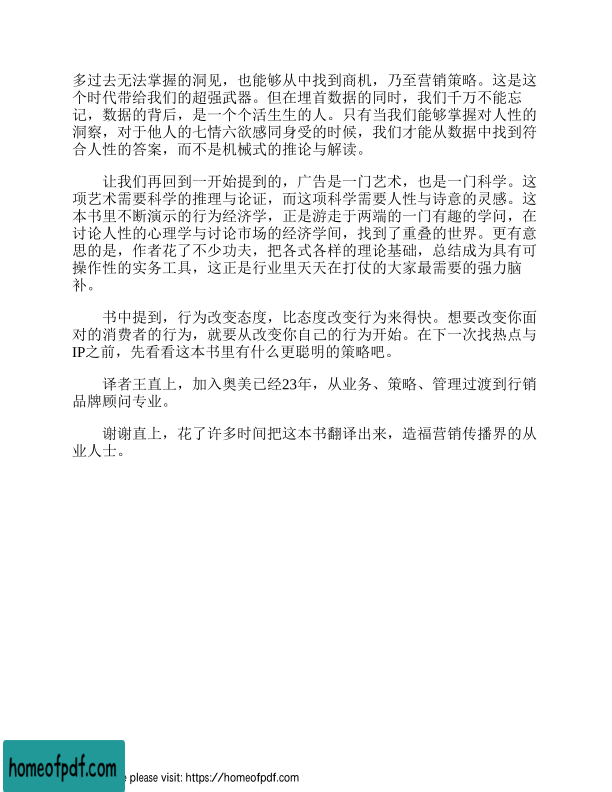 多过去无法掌握的洞见，也能够从中找到商机，乃至营销策略。这是这
个时代带给我们的超强武器。但在埋首数据的同时，我们千万不能忘
记，数据的背后，是一个个活生生的人。只有当我们能够掌握对人性的
洞察，对于他人的七情六欲感同身受的时候，我们才能从数据中找到符
合人性的答案，而不是机械式的推论与解读。
让我们再回到一开始提到的，广告是一门艺术，也是一门科学。这
项艺术需要科学的推理与论证，而这项科学需要人性与诗意的灵感。这
本书里不断演示的行为经济学，正是游走于两端的一门有趣的学问，在
讨论人性的心理学与讨论市场的经济学间，找到了重叠的世界。更有意
思的是，作者花了不少功夫，把各式各样的理论基础，总结成为具有可
操作性的实务工具，这正是行业里天天在打仗的大家最需要的强力脑
补。
书中提到，行为改变态度，比态度改变行为来得快。想要改变你面
对的消费者的行为，就要从改变你自己的行为开始。在下一次找热点与
IP之前，先看看这本书里有什么更聪明的策略吧。
译者王直上，加入奥美已经23年，从业务、策略、管理过渡到行销
品牌顾问专业。
谢谢直上，花了许多时间把这本书翻译出来，造福营销传播界的从
业人士。
homeofpdf.com
please visit: https://homeofpdf.com